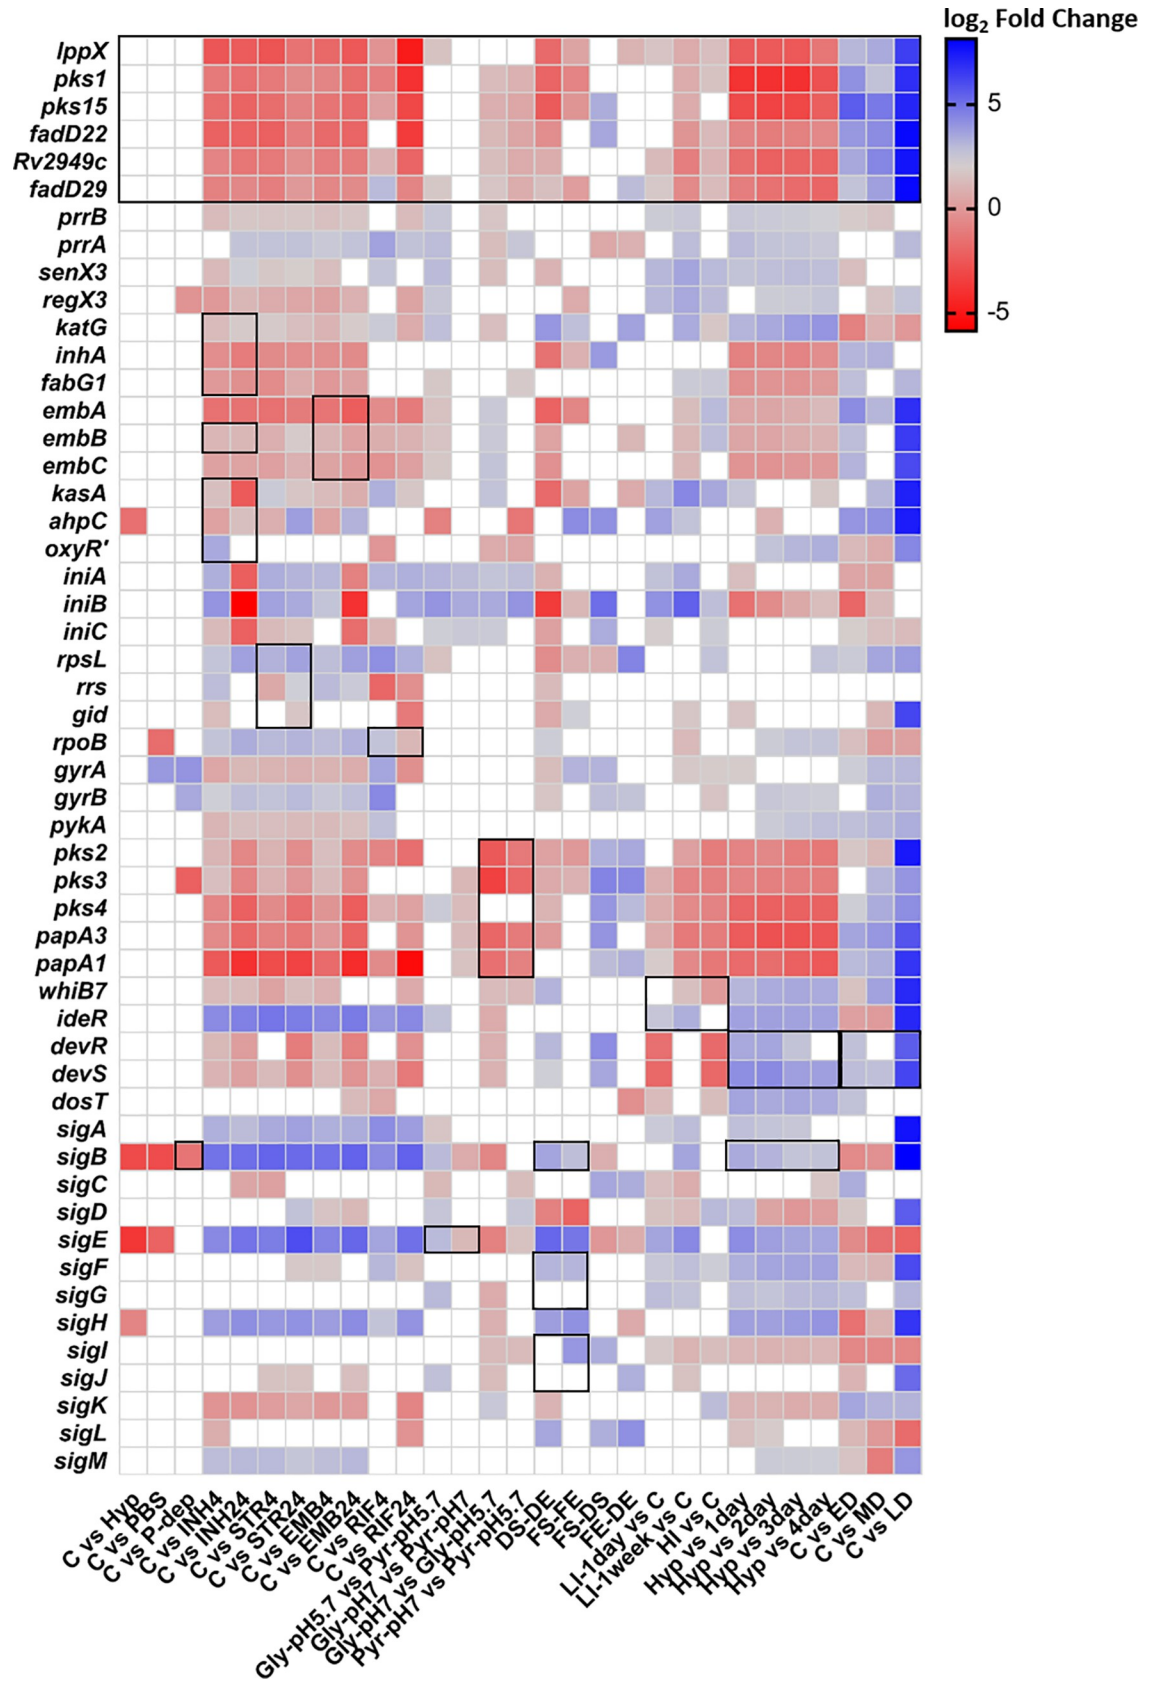 log₂ Fold Change
5
0
-5
lppX
pks1
pks15
fadD22
Rv2949c
fadD29
prrB
prrA
senX3
regX3
katG
inhA
fabG1
embA
embB
embC
kasA
ahpC
oxyR'
iniA
iniB
iniC
rpsL
rrs
gid
rpoB
gyrA
gyrB
pykA
pks2
pks3
pks4
papA3
papA1
whiB7
ideR
devR
devS
dosT
sigA
sigB
sigC
sigD
sigE
sigF
sigG
sigH
sigI
sigJ
sigK
sigL
sigM
C vs Hyp
C vs PBS
C vs P-dep
C vs INH4
C vs INH24
C vs STR4
C vs STR24
C vs EMB4
C vs EMB24
C vs RIF4
C vs RIF24
Gly-pH5.7 vs Pyr-pH5.7
Gly-pH7 vs Pyr-pH7
Gly-pH7 vs Gly-pH5.7
Pyr-pH7 vs Pyr-pH5.7
DS-DE
FS-FE
FS-DS
FE-DE
LI-1day vs C
LI-1week vs C
HI vs C
Hyp vs 1day
Hyp vs 2day
Hyp vs 3day
Hyp vs 4day
C vs ED
C vs MD
C vs LD